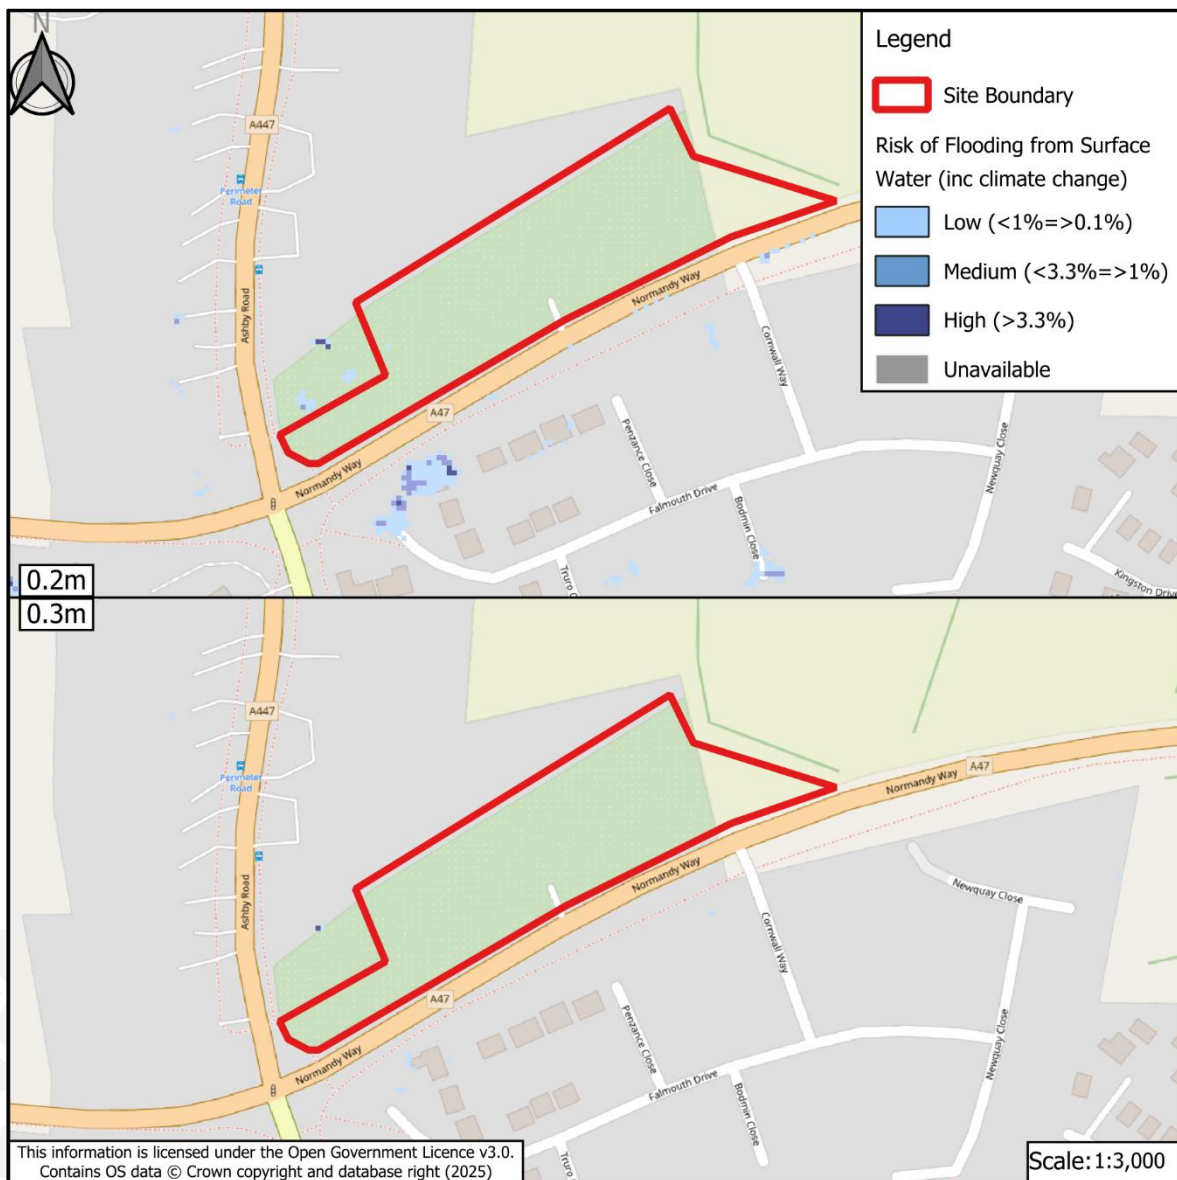 N
Legend
Site Boundary
Risk of Flooding from Surface
Water (inc climate change)
Low (<1%=>0.1%)
Medium (<3.3%=>1%)
High (>3.3%)
Unavailable
A447
Perimeter
Road
Ashby Road
Normandy Way
Cornwall Way
A47
Penzance Close
Normandy Way
Falmouth Drive
Bodmin Close
Newquay Close
Truro C
Kingston Drive
0.2m
0.3m
A447
Perimeter
Road
A47
Normandy Way
Ashby Road
Normandy Way
Cornwall Way
Newquay Close
A47
Penzance Close
Normandy Way
Falmouth Drive
Bodmin Close
Newquay Close
Truro
This information is licensed under the Open Government Licence v3.0.
Contains OS data © Crown copyright and database right (2025)
Scale: 1:3,000